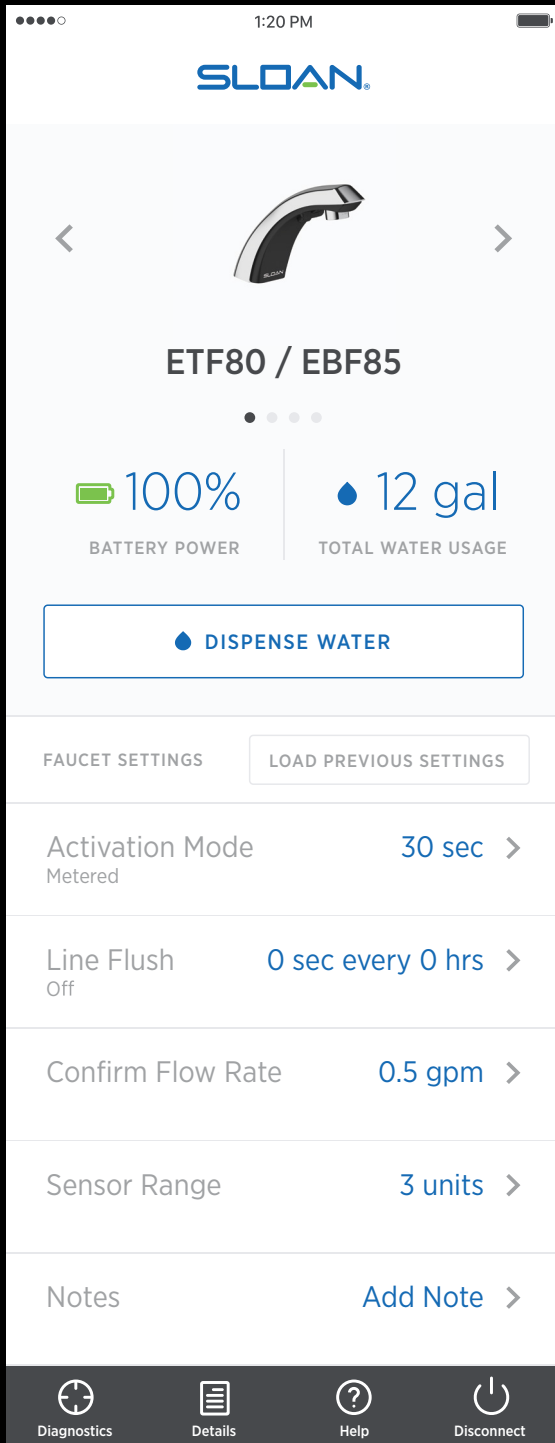 1:20 PM
SLOAN®
SLOAN
ETF80 / EBF85
100%
BATTERY POWER
12 gal
TOTAL WATER USAGE
DISPENSE WATER
FAUCET SETTINGS
LOAD PREVIOUS SETTINGS
Activation Mode
Metered
30 sec
Line Flush
Off
0 sec every 0 hrs
Confirm Flow Rate
0.5 gpm
Sensor Range
3 units
Notes
Add Note
Diagnostics
Details
Help
Disconnect